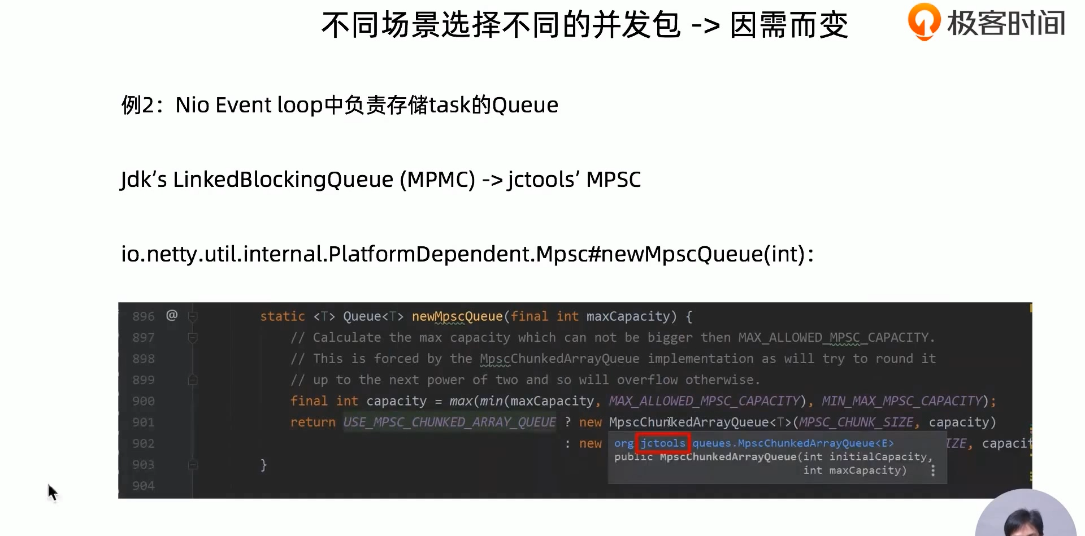 不同场景选择不同的并发包 -> 因需而变
极客时间
例2：Nio Event loop中负责存储task的Queue
Jdk’s LinkedBlockingQueue (MPMC) -> jctools’ MPSC
io.netty.util.internal.PlatformDependent.Mpsc#newMpscQueue(int)：
896 @ static <T> Queue<T> newMpscQueue(final int maxCapacity) {
897 // Calculate the max capacity which can not be bigger then MAX_ALLOWED_MPSC_CAPACITY.
898 // This is forced by the MpscChunkedArrayQueue implementation as will try to round it
899 // up to the next power of two and so will overflow otherwise.
900 final int capacity = max(min(maxCapacity, MAX_ALLOWED_MPSC_CAPACITY), MIN_MAX_MPSC_CAPACITY);
901 return USE_MPSC_CHUNKED_ARRAY_QUEUE ? new MpscChunkedArrayQueue<T>(MPSC_CHUNK_SIZE, capacity)
902 : new IZE, capacit
org.jctools.queues.MpscChunkedArrayQueue<E>
public MpscChunkedArrayQueue(int initialCapacity,
int maxCapacity)
903 }
904